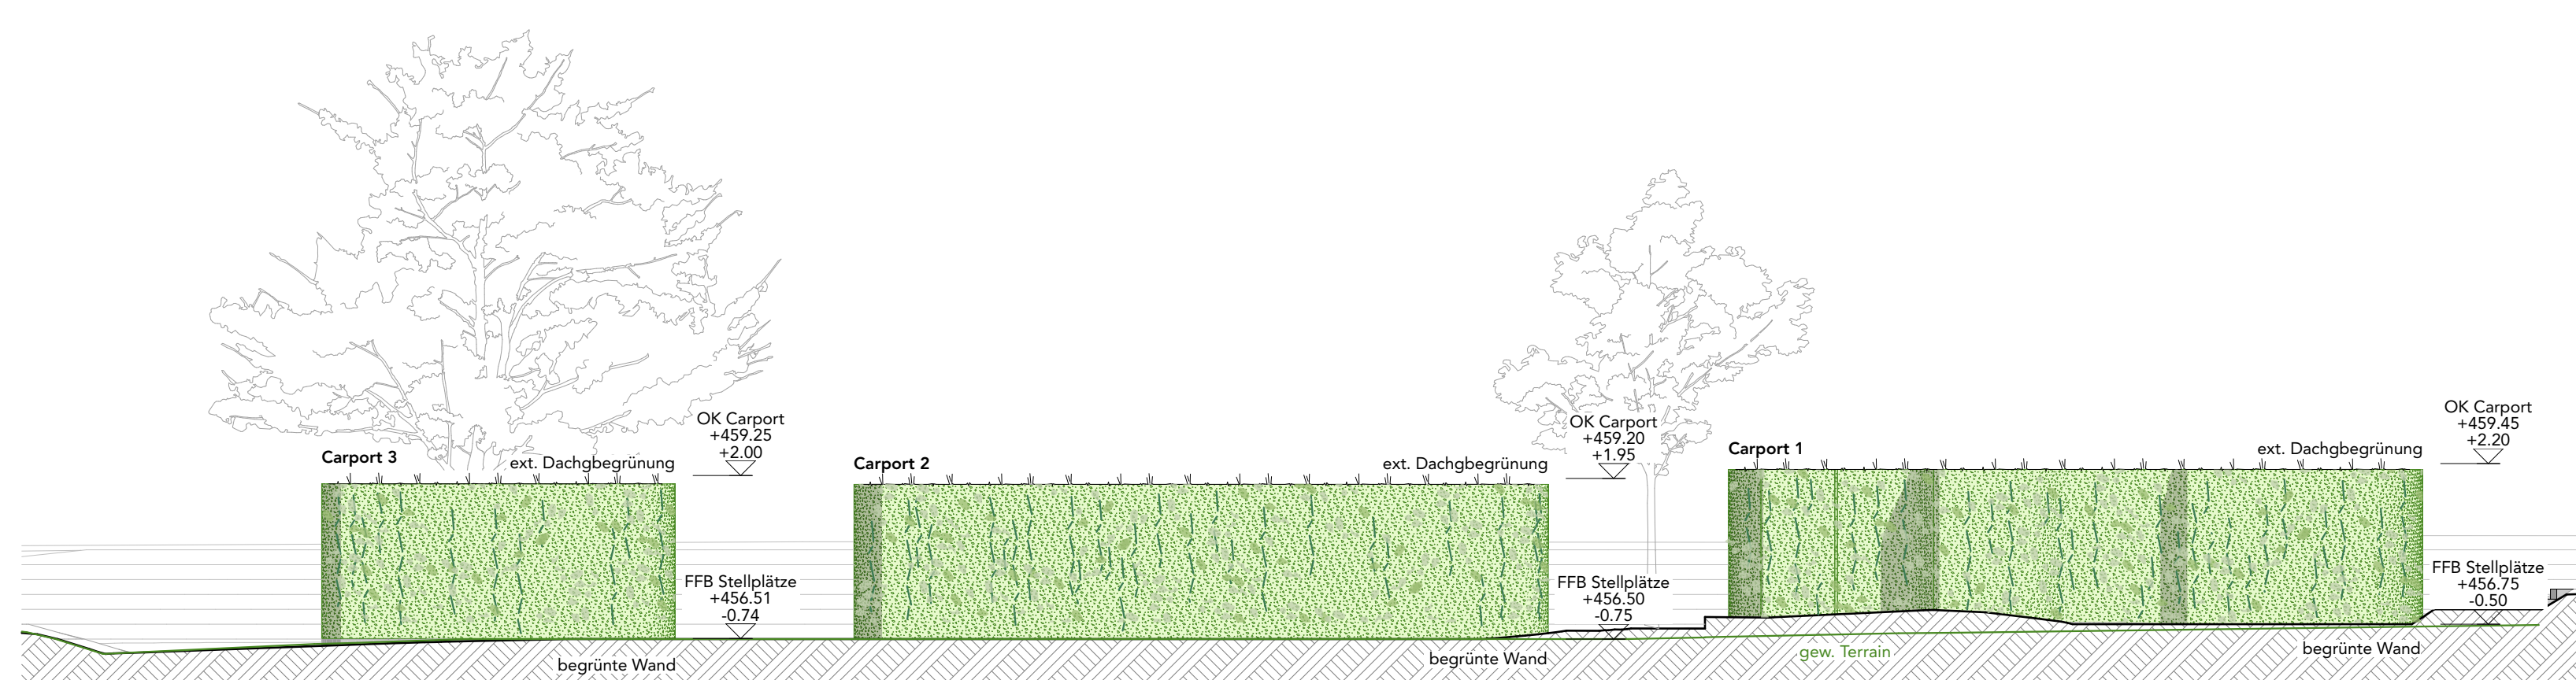 Carport 3
ext. Dachgbegrünung
OK Carport
+459.25
+2.00
FFB Stellplätze
+456.51
-0.74
begrünte Wand
Carport 2
ext. Dachgbegrünung
OK Carport
+459.20
+1.95
FFB Stellplätze
+456.50
-0.75
begrünte Wand
Carport 1
ext. Dachgbegrünung
OK Carport
+459.45
+2.20
FFB Stellplätze
+456.75
-0.50
gew. Terrain
begrünte Wand